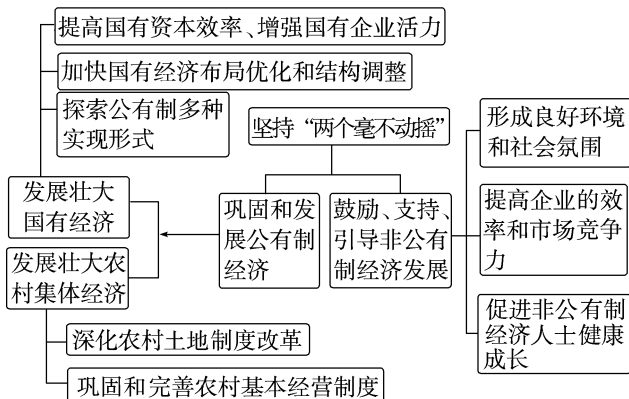 提高国有资本效率、增强国有企业活力
加快国有经济布局优化和结构调整
探索公有制多种
实现形式
坚持“两个毫不动摇”
形成良好环境
和社会氛围
发展壮大
国有经济
巩固和发
展公有制
经济
鼓励、支持、
引导非公有
制经济发展
提高企业的效
率和市场竞争
力
发展壮大农
村集体经济
促进非公有制
经济人士健康
成长
深化农村土地制度改革
巩固和完善农村基本经营制度